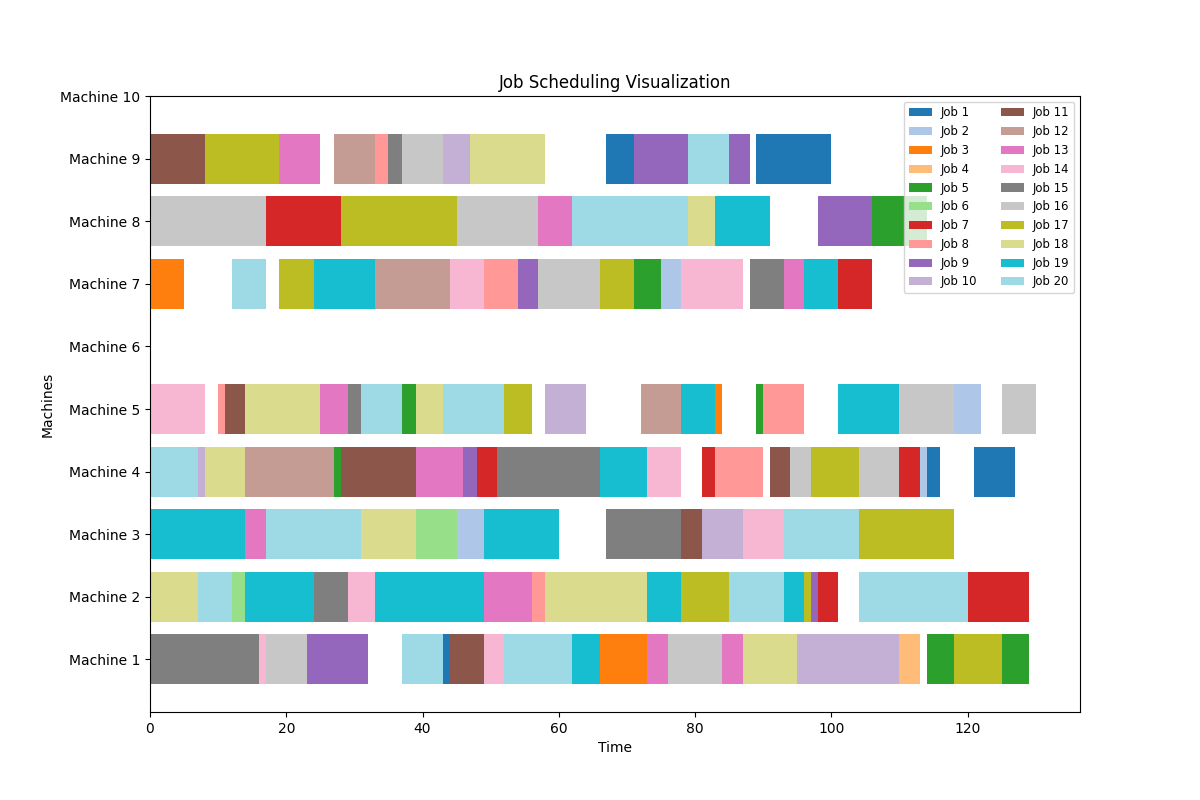 Job Scheduling Visualization
Machine 10
Machine 9
Machine 8
Machine 7
Machine 6
Machine 5
Machine 4
Machine 3
Machine 2
Machine 1
Machines
Job 1
Job 2
Job 3
Job 4
Job 5
Job 6
Job 7
Job 8
Job 9
Job 10
Job 11
Job 12
Job 13
Job 14
Job 15
Job 16
Job 17
Job 18
Job 19
Job 20
0 20 40 60 80 100 120
Time